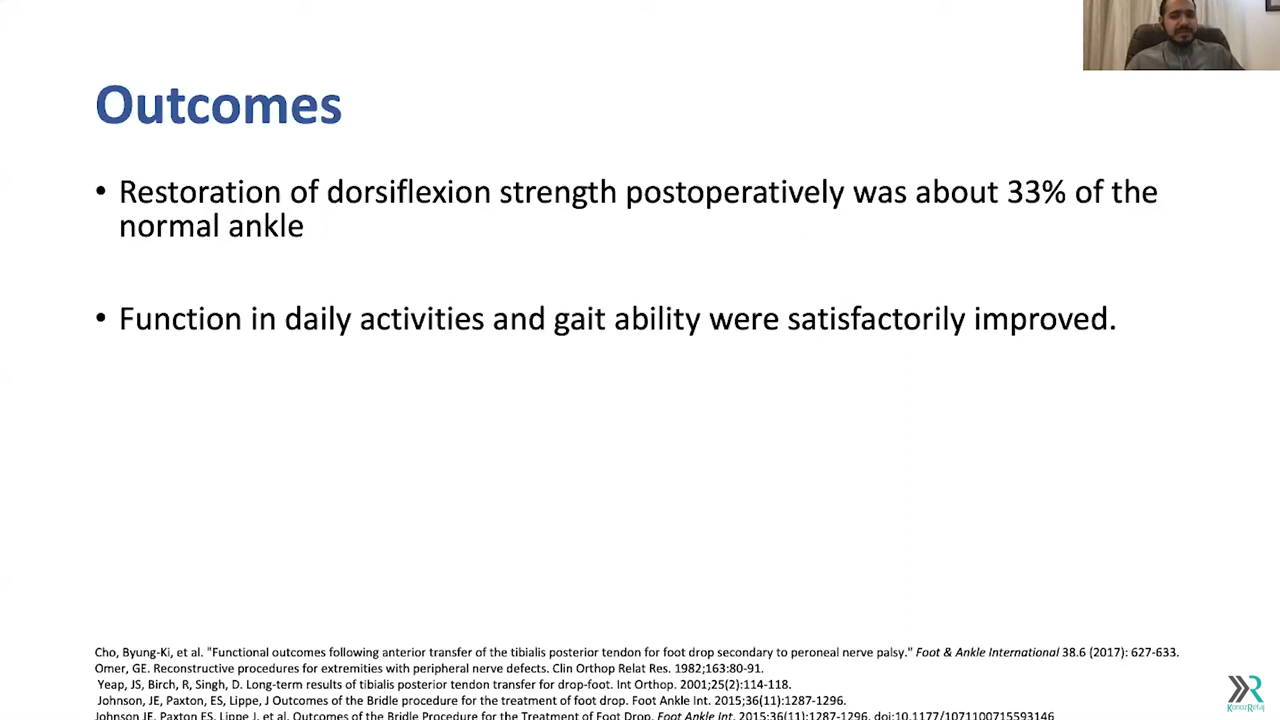 Outcomes
• Restoration of dorsiflexion strength postoperatively was about 33% of the
normal ankle
• Function in daily activities and gait ability were satisfactorily improved.
Cho, Byung-Ki, et al. "Functional outcomes following anterior transfer of the tibialis posterior tendon for foot drop secondary to peroneal nerve palsy." Foot & Ankle International 38.6 (2017): 627-633.
Omer, GE. Reconstructive procedures for extremities with peripheral nerve defects. Clin Orthop Relat Res. 1982;163:80-91.
Yeap, JS, Birch, R, Singh, D. Long-term results of tibialis posterior tendon transfer for drop-foot. Int Orthop. 2001;25(2):114-118.
Johnson, JE, Paxton, ES, Lippe, J Outcomes of the Bridle procedure for the treatment of foot drop. Foot Ankle Int. 2015;36(11):1287-1296.
Johnson JE, Paxton ES, Lippe J, et al. Outcomes of the Bridle Procedure for the Treatment of Foot Drop. Foot Ankle Int. 2015;36(11):1287-1296. doi:10.1177/1071100715593146
KonozRetaj